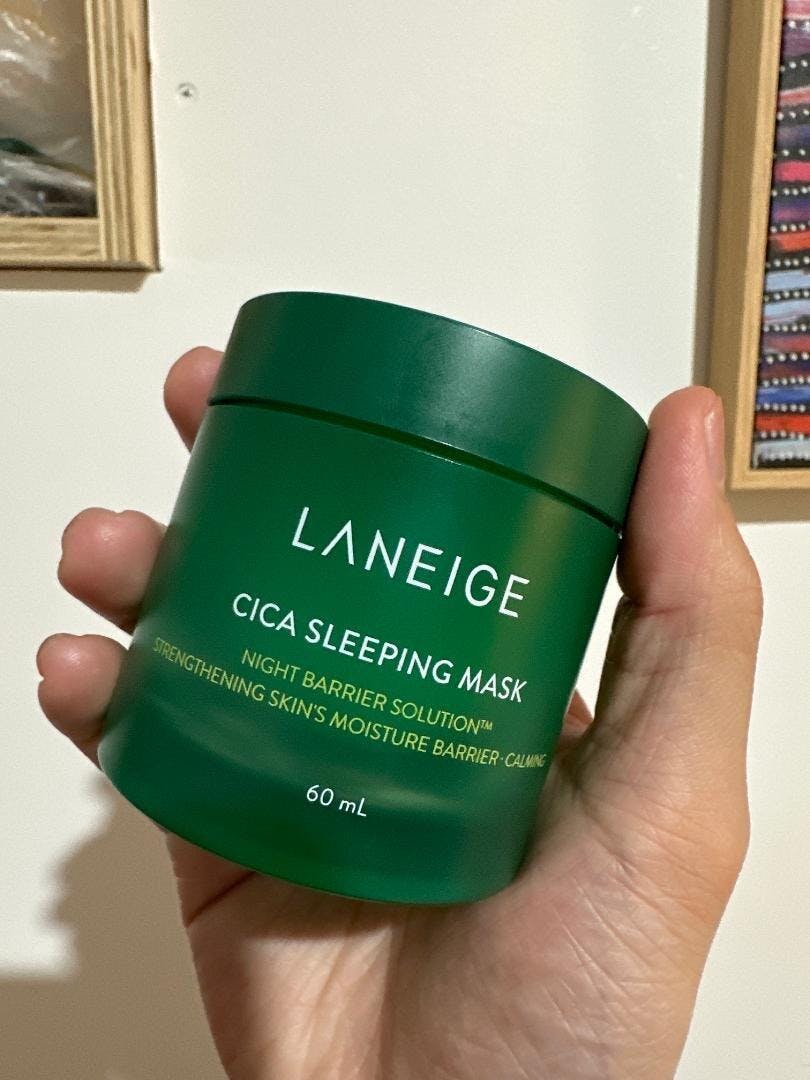 LANEIGE
CICA SLEEPING MASK
NIGHT BARRIER SOLUTION™
STRENGTHENING SKIN'S MOISTURE BARRIER·CALMING
60 mL